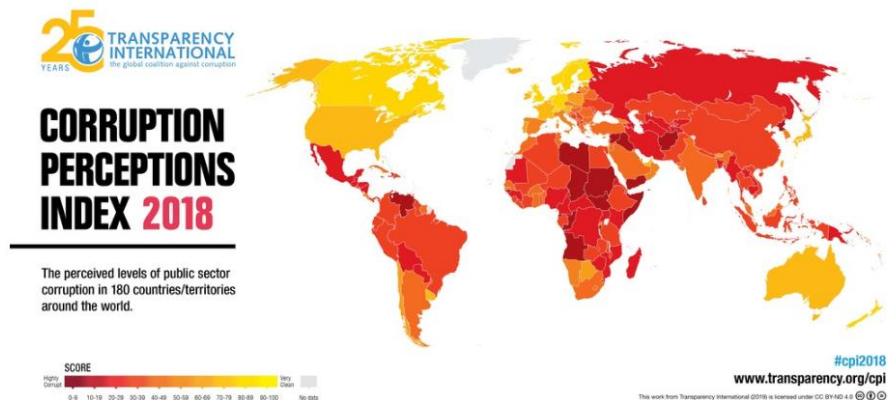 25
YEARS
TRANSPARENCY
INTERNATIONAL
the global coalition against corruption
CORRUPTION
PERCEPTIONS
INDEX 2018
The perceived levels of public sector
corruption in 180 countries/territories
around the world.
SCORE
Highly
Corrupt
Very
Clean
0-9 10-19 20-29 30-39 40-49 50-59 60-69 70-79 80-89 90-100 No data
#cpi2018
www.transparency.org/cpi
This work from Transparency International (2019) is licensed under CC BY-ND 4.0